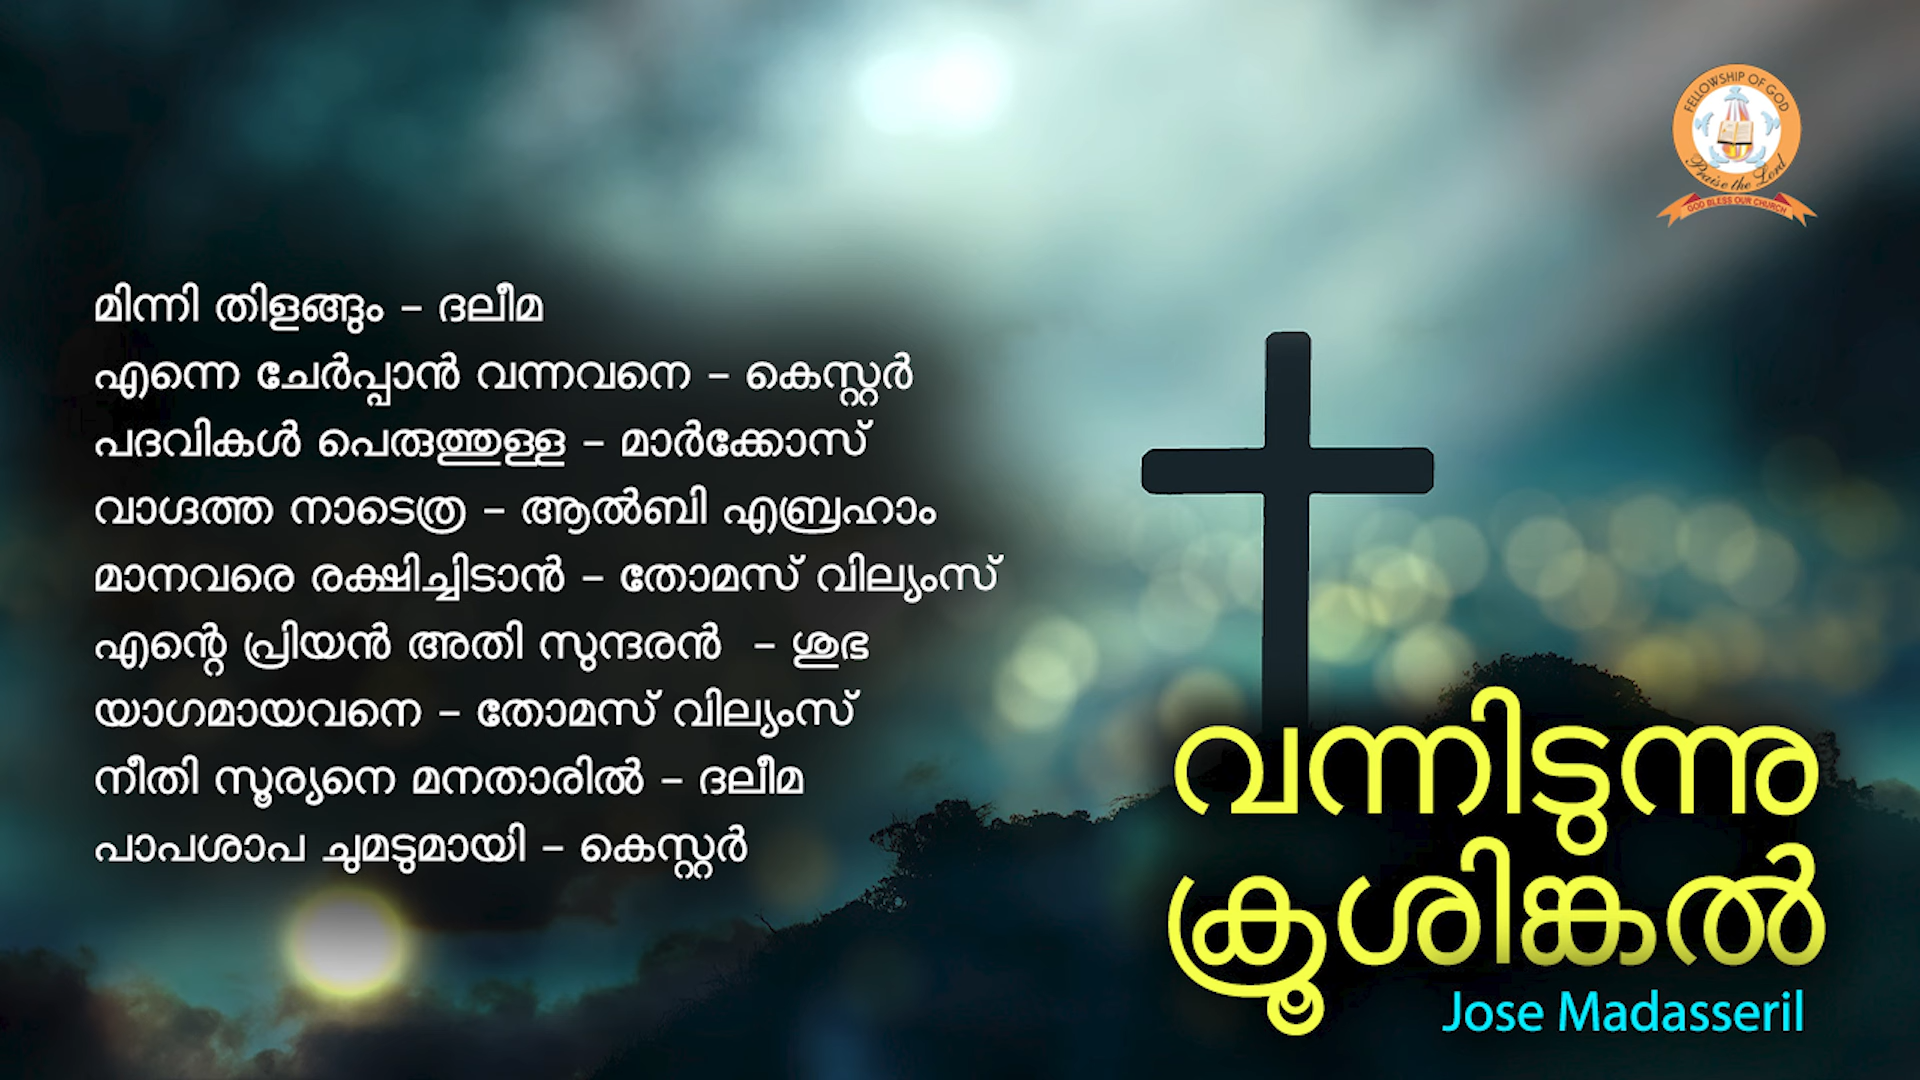 FELLOWSHIP OF GOD
Praise the Lord
GOD BLESS OUR CHURCH
മിന്നി തിളങ്ങും – ദലീമ
എന്നെ ചേർപ്പാൻ വന്നവനെ – കെസ്റ്റർ
പദവികൾ പെരുത്തുള്ള – മാർക്കോസ്
വാഗ്ദത്ത നാടെത്ര – ആൽബി എബ്രഹാം
മാനവരെ രക്ഷിച്ചിടാൻ – തോമസ് വില്യംസ്
എന്റെ പ്രിയൻ അതി സുന്ദരൻ – ശുഭ
യാഗമായവനെ – തോമസ് വില്യംസ്
നീതി സൂര്യനെ മനതാരിൽ – ദലീമ
പാപശാപ ചുമടുമായി – കെസ്റ്റർ
വന്നിടുന്നു
ക്രൂശിങ്കൽ
Jose Madasseril